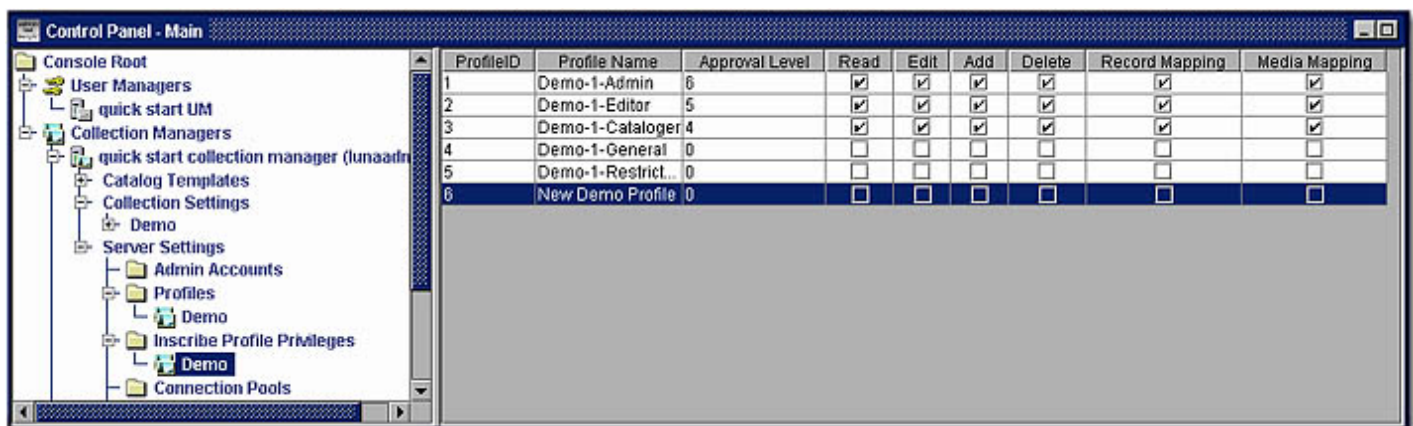 Control Panel - Main
Console Root
User Managers
quick start UM
Collection Managers
quick start collection manager (lunaadn
Catalog Templates
Collection Settings
Demo
Server Settings
Admin Accounts
Profiles
Demo
Inscribe Profile Privileges
Demo
Connection Pools
ProfileID Profile Name Approval Level Read Edit Add Delete Record Mapping Media Mapping
1 Demo-1-Admin 6
2 Demo-1-Editor 5
3 Demo-1-Cataloger 4
4 Demo-1-General 0
5 Demo-1-Restrict... 0
6 New Demo Profile 0